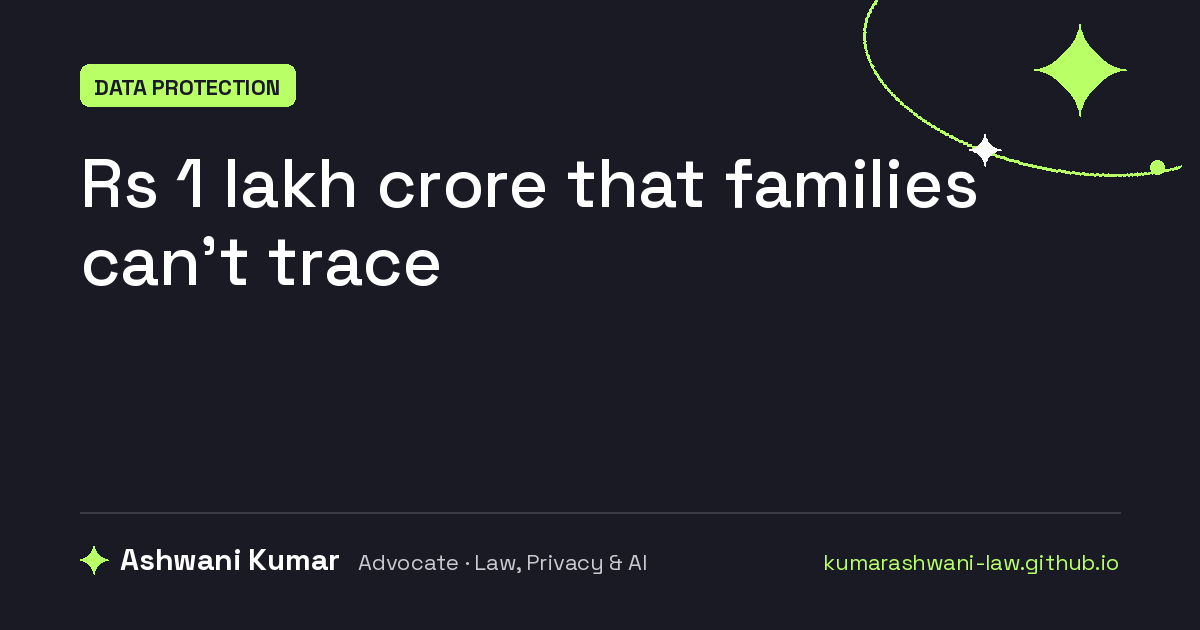 DATA PROTECTION
Rs 1 lakh crore that families
can’t trace
Ashwani Kumar Advocate · Law, Privacy & AI kumarashwani-law.github.io